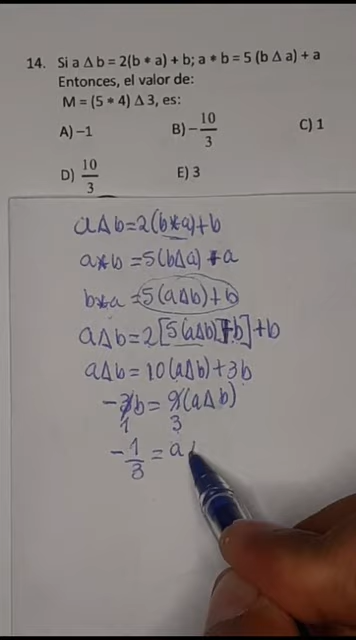 14. Si a Δ b = 2(b * a) + b; a * b = 5 (b Δ a) + a
Entonces, el valor de:
M = (5 * 4) Δ 3, es:
A) –1 B) –10/3 C) 1
D) 10/3 E) 3
aΔb=2(b*a)+b
a*b =5(bΔa)+a
b*a =5(aΔb)+b
aΔb=2[5(aΔb)+b]+b
aΔb=10(aΔb)+3b
-3b = 9(aΔb)
1 3
-1/3 = a